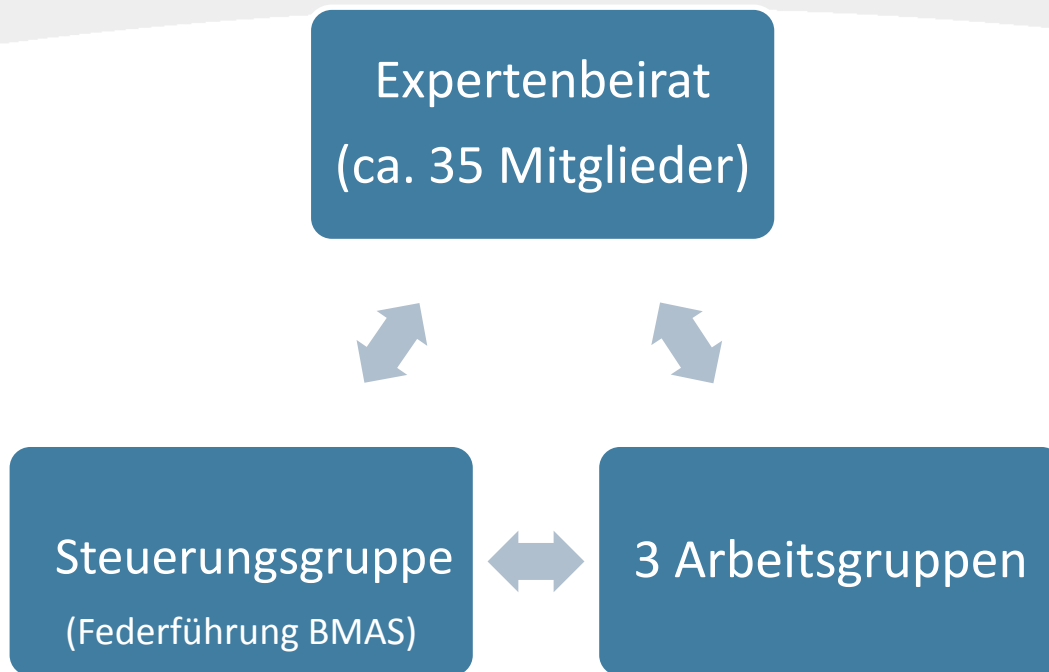 Expertenbeirat
(ca. 35 Mitglieder)
Steuerungsgruppe
(Federführung BMAS)
3 Arbeitsgruppen